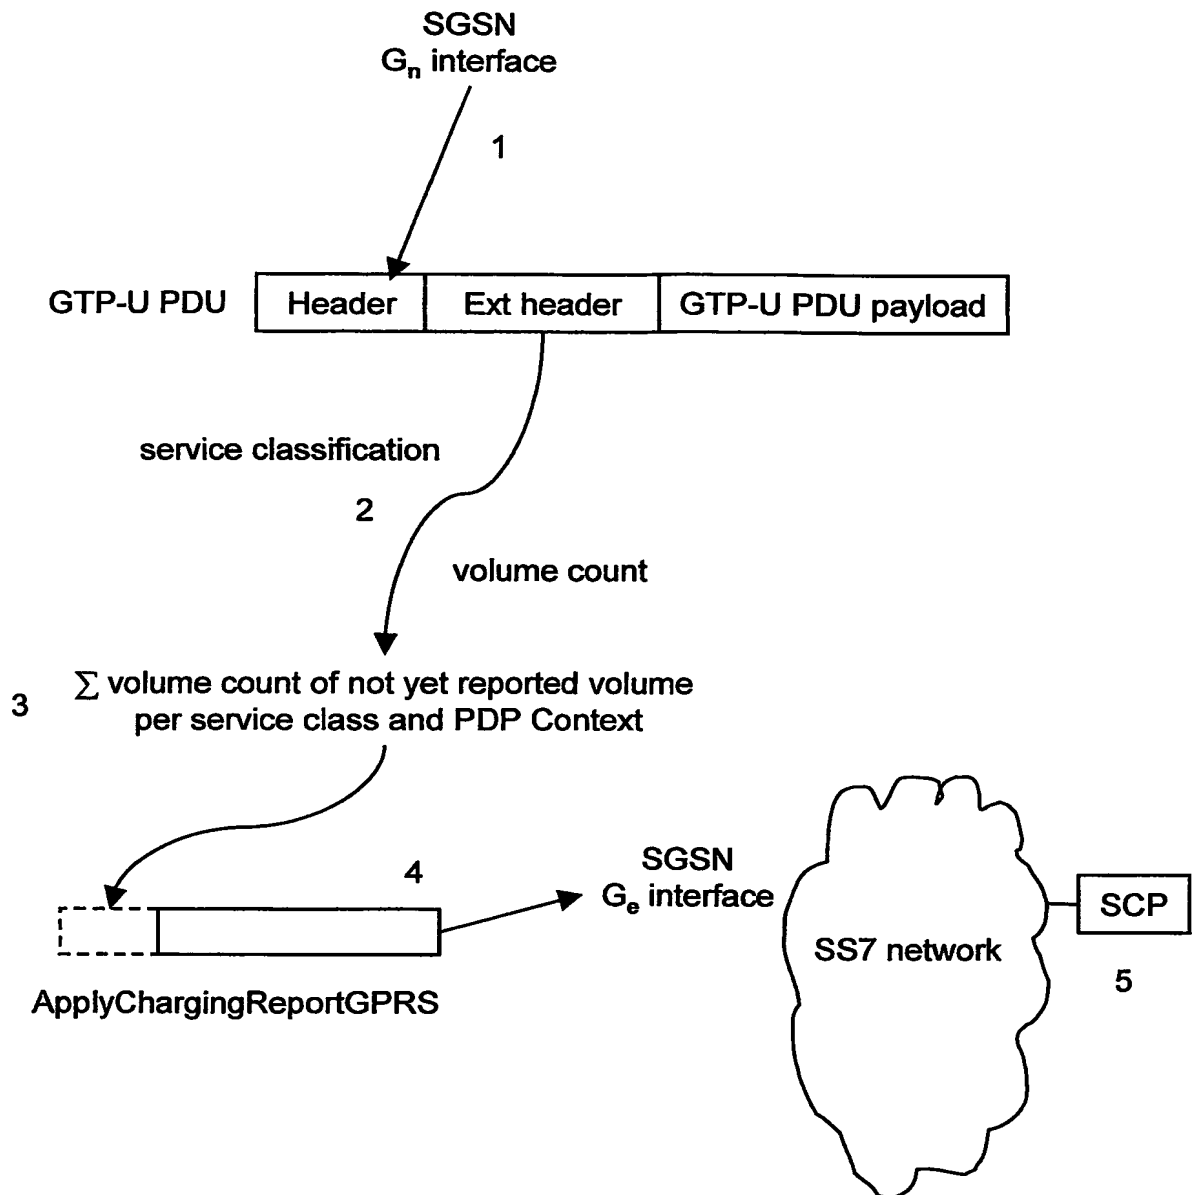 SGSN
Gn interface
1
GTP-U PDU
Header
Ext header
GTP-U PDU payload
service classification
2
volume count
3
∑ volume count of not yet reported volume
per service class and PDP Context
4
SGSN
Ge interface
SCP
SS7 network
5
ApplyChargingReportGPRS